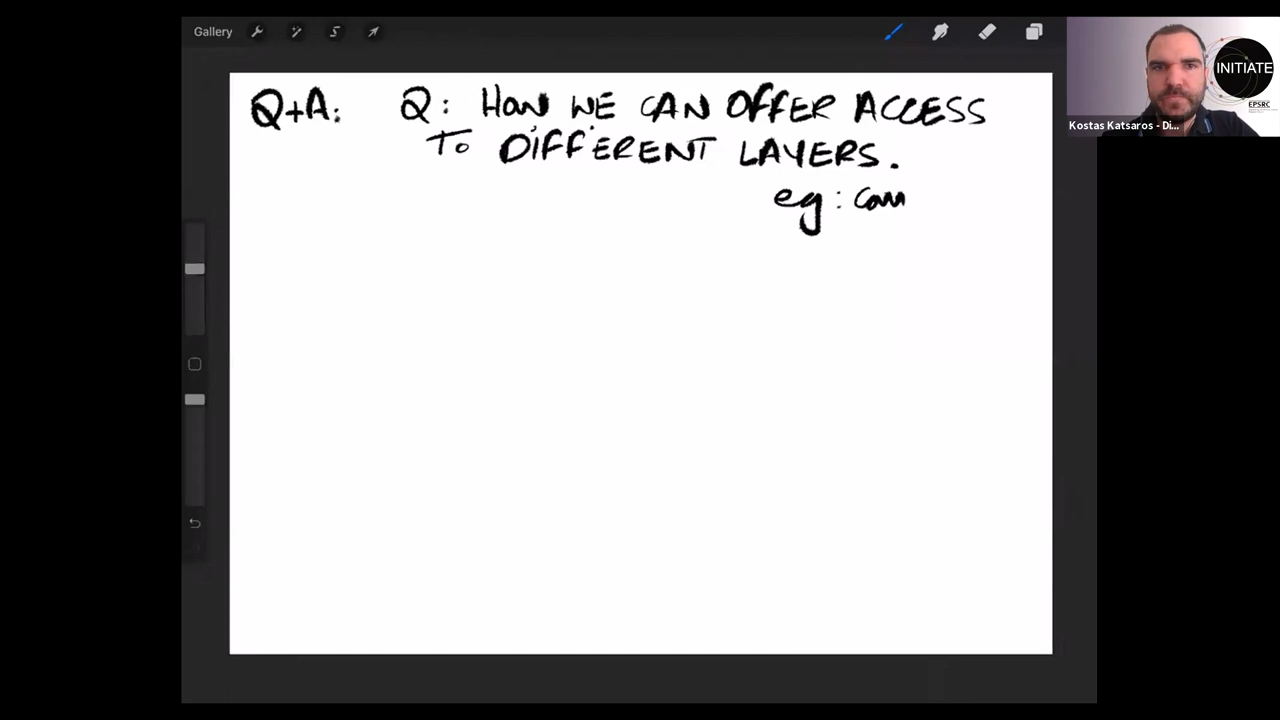 Gallery
Q+A: Q: HOW WE CAN OFFER ACCESS
TO DIFFERENT LAYERS.
eg: com
INITIATE
EPSRC
Kostas Katsaros - Di...